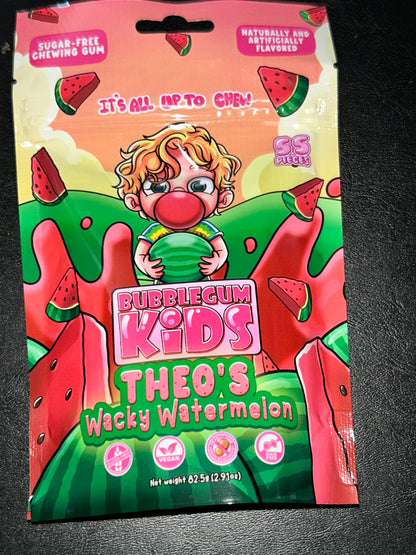 SUGAR-FREE
CHEWING GUM
NATURALLY AND
ARTIFICIALLY
FLAVORED
IT'S ALL UP TO CHEW!
55
PIECES
BUBBLEGUM
KiDS
THEO'S
Wacky Watermelon
VEGAN
Net weight 82.5g (2.91oz)